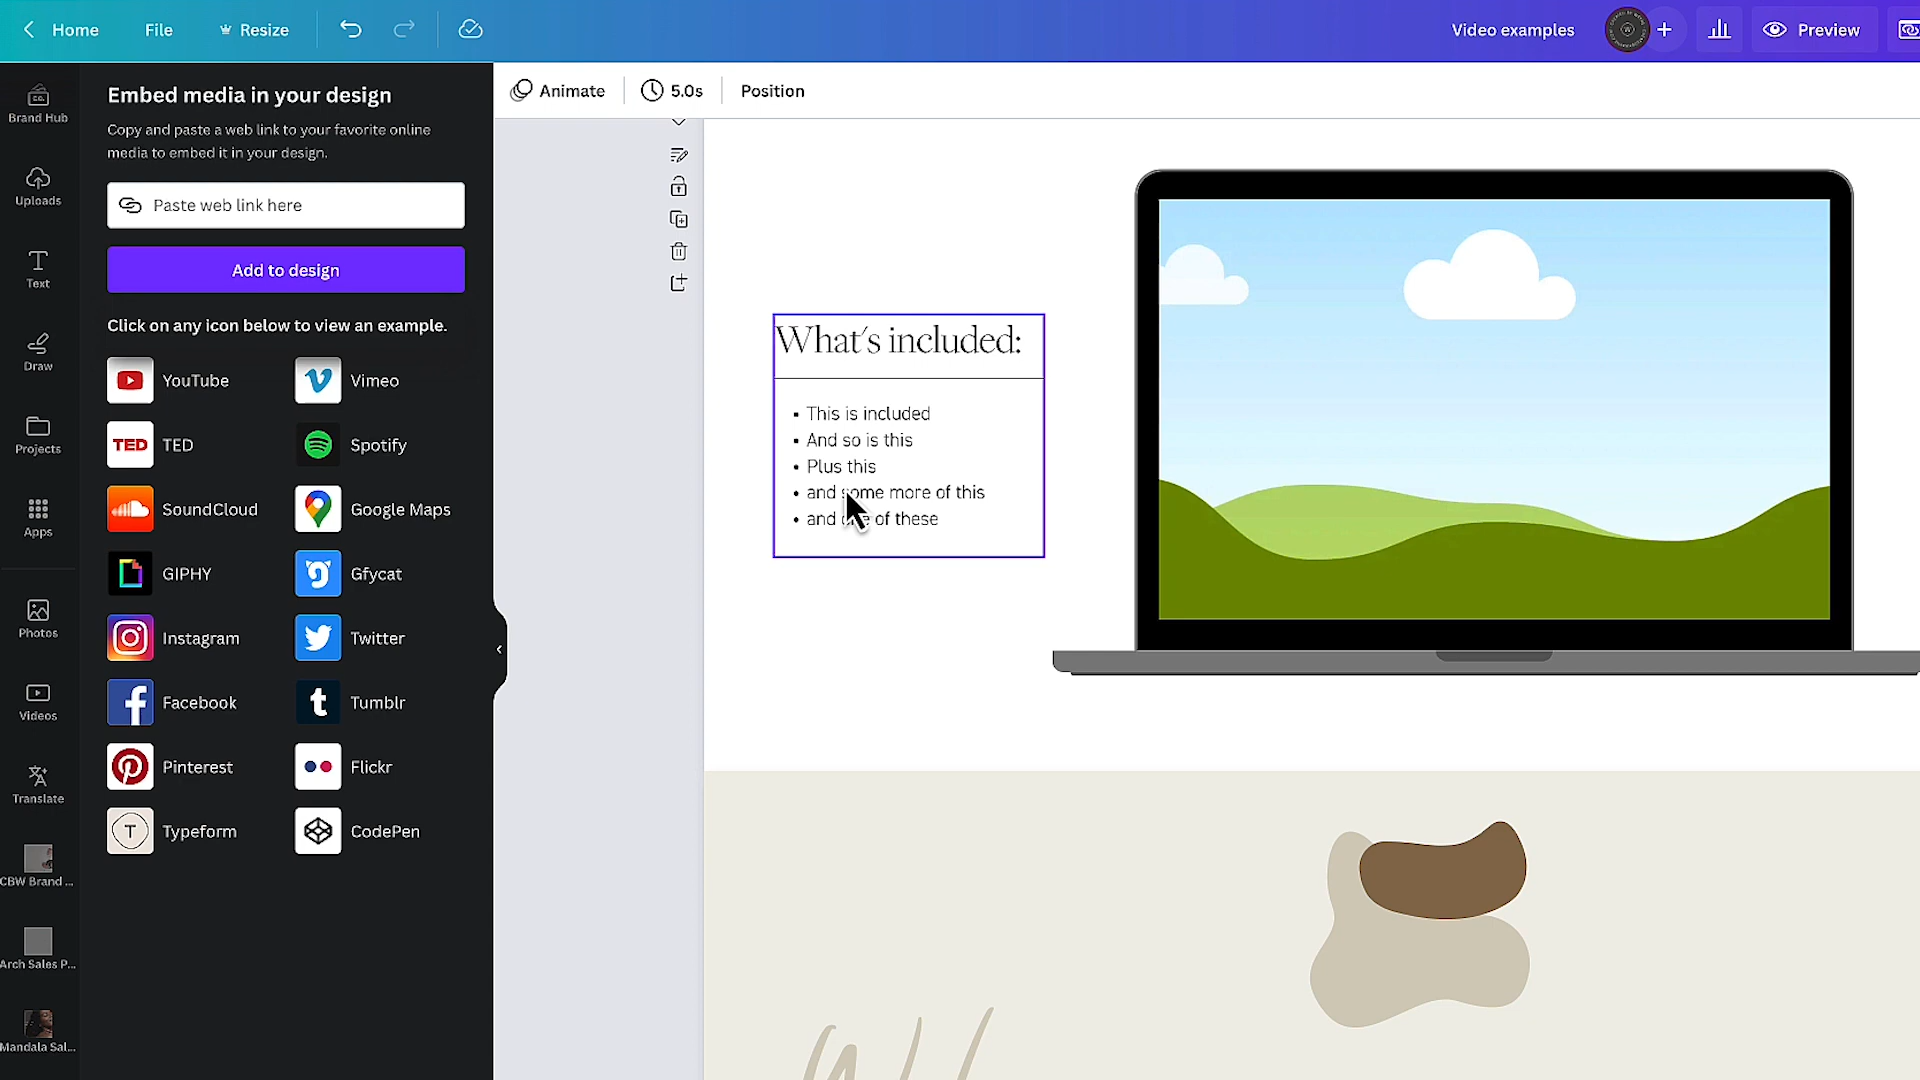 Home
File
Resize
Video examples
Preview
Brand Hub
Uploads
Text
Draw
Projects
Apps
Photos
Videos
Translate
CBW Brand ...
Arch Sales P...
Mandala Sal...
Embed media in your design
Copy and paste a web link to your favorite online
media to embed it in your design.
Paste web link here
Add to design
Click on any icon below to view an example.
YouTube
Vimeo
TED TED
Spotify
SoundCloud
Google Maps
GIPHY
Gfycat
Instagram
Twitter
Facebook
Tumblr
Pinterest
Flickr
Typeform
CodePen
Animate
5.0s
Position
What's included:
This is included
And so is this
Plus this
and some more of this
and one of these